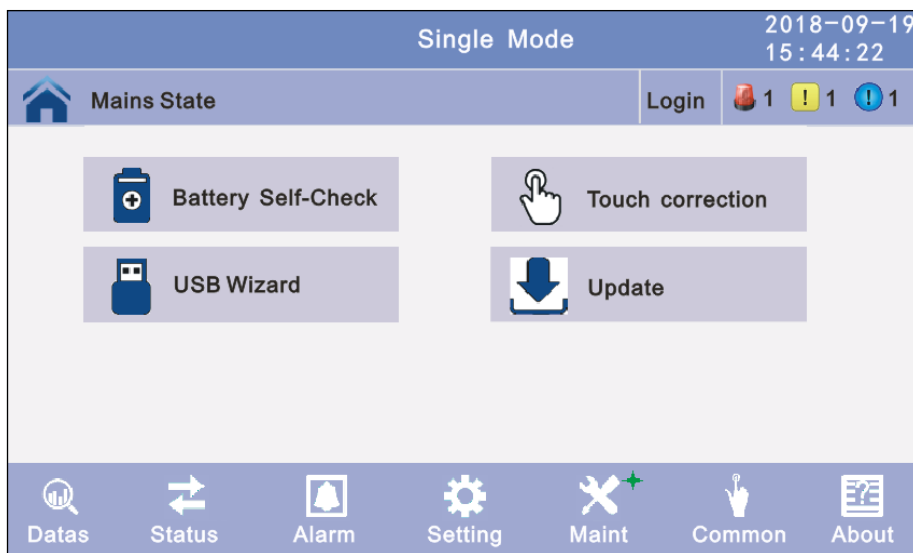 Single Mode
2018-09-19
15:44:22
Mains State
Login
1
! 1
! 1
Battery Self-Check
Touch correction
USB Wizard
Update
Datas
Status
Alarm
Setting
Maint
Common
? About